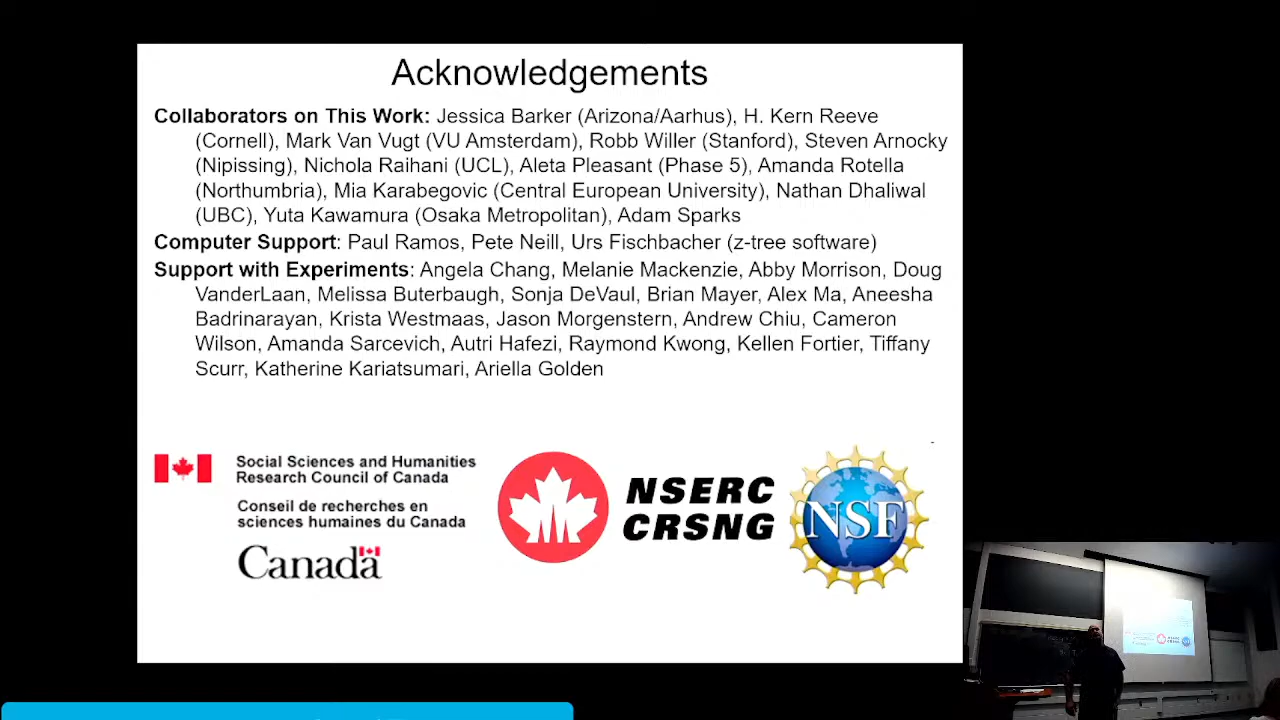 Acknowledgements
Collaborators on This Work: Jessica Barker (Arizona/Aarhus), H. Kern Reeve
(Cornell), Mark Van Vugt (VU Amsterdam), Robb Willer (Stanford), Steven Arnocky
(Nipissing), Nichola Raihani (UCL), Aleta Pleasant (Phase 5), Amanda Rotella
(Northumbria), Mia Karabegovic (Central European University), Nathan Dhaliwal
(UBC), Yuta Kawamura (Osaka Metropolitan), Adam Sparks
Computer Support: Paul Ramos, Pete Neill, Urs Fischbacher (z-tree software)
Support with Experiments: Angela Chang, Melanie Mackenzie, Abby Morrison, Doug
VanderLaan, Melissa Buterbaugh, Sonja DeVaul, Brian Mayer, Alex Ma, Aneesha
Badrinarayan, Krista Westmaas, Jason Morgenstern, Andrew Chiu, Cameron
Wilson, Amanda Sarcevich, Autri Hafezi, Raymond Kwong, Kellen Fortier, Tiffany
Scurr, Katherine Kariatsumari, Ariella Golden
Social Sciences and Humanities
Research Council of Canada
Conseil de recherches en
sciences humaines du Canada
Canada
NSERC
CRSNG
NSF
NSERC
CRSNG